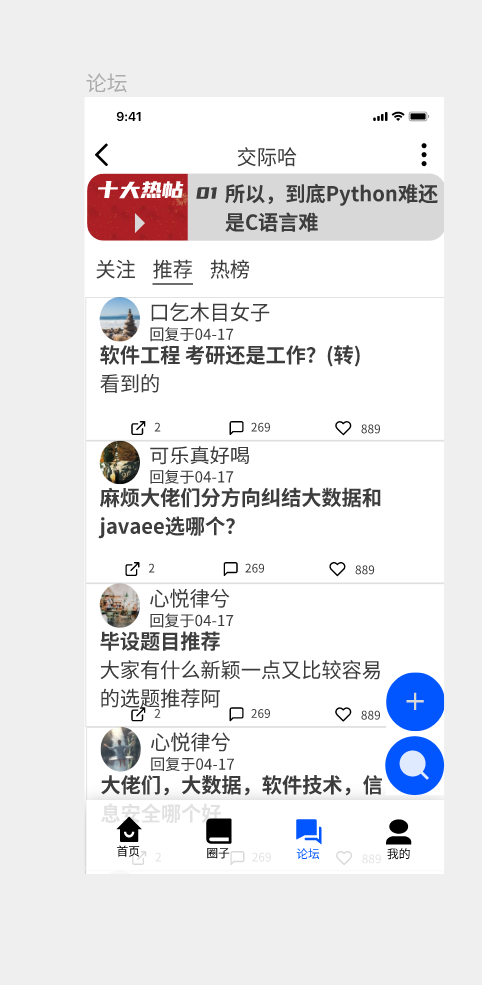 论坛
9:41
交际哈
十大热帖 01 所以，到底Python难还
是C语言难
关注 推荐 热榜
口乞木目女子
回复于04-17
软件工程 考研还是工作？(转)
看到的
2 269 889
可乐真好喝
回复于04-17
麻烦大佬们分方向纠结大数据和
javaee选哪个？
2 269 889
心悦律兮
回复于04-17
毕设题目推荐
大家有什么新颖一点又比较容易
的选题推荐阿
2 269 889
心悦律兮
回复于04-17
大佬们，大数据，软件技术，信
息安全哪个好
2 269 889
首页 圈子 论坛 我的